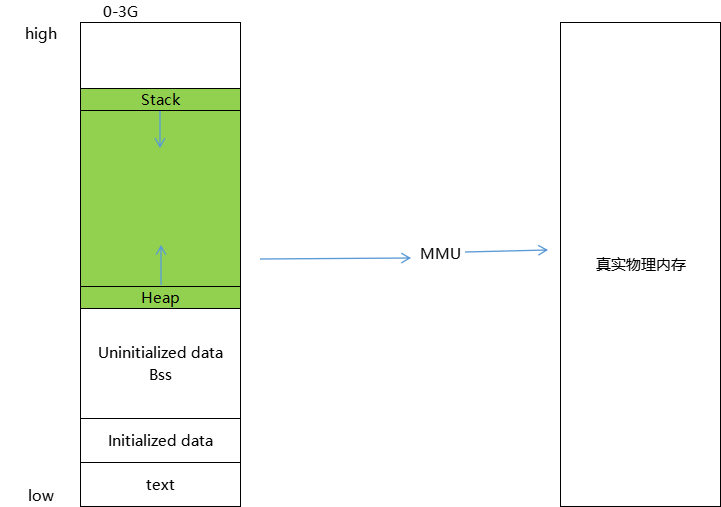 0-3G
high
Stack
MMU
真实物理内存
Heap
Uninitialized data
Bss
Initialized data
text
low